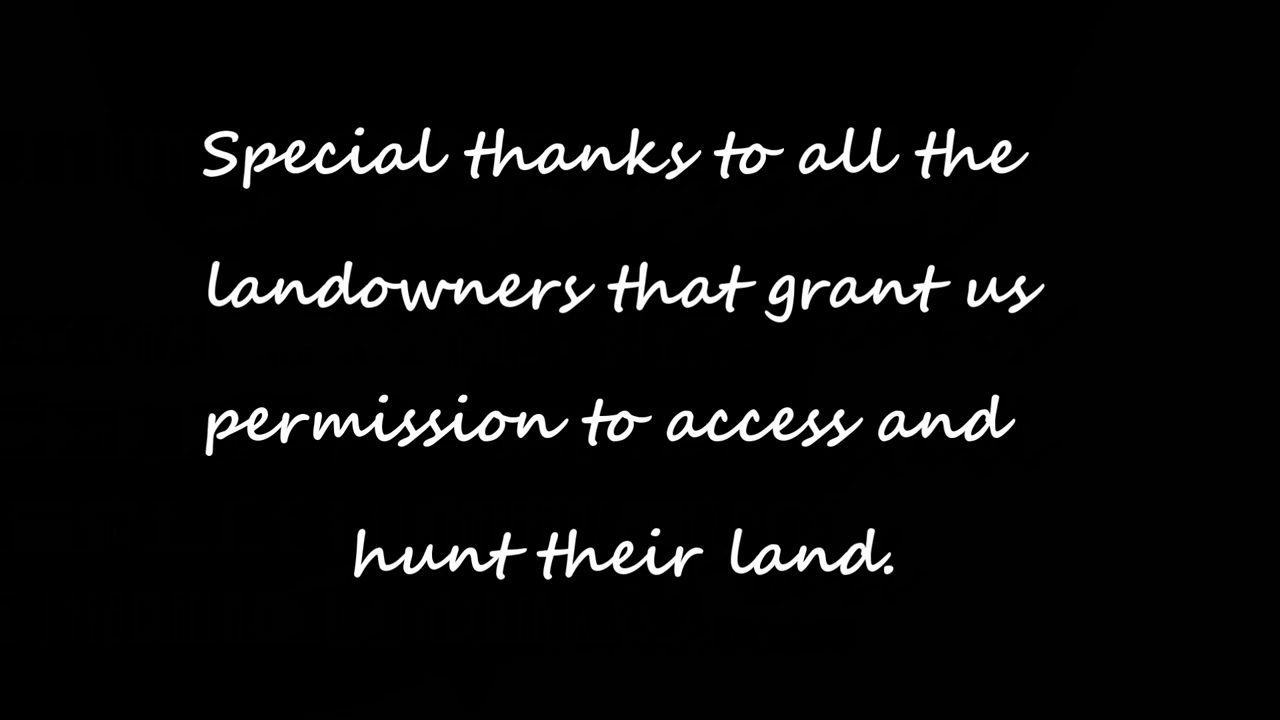 Special thanks to all the
landowners that grant us
permission to access and
hunt their land.